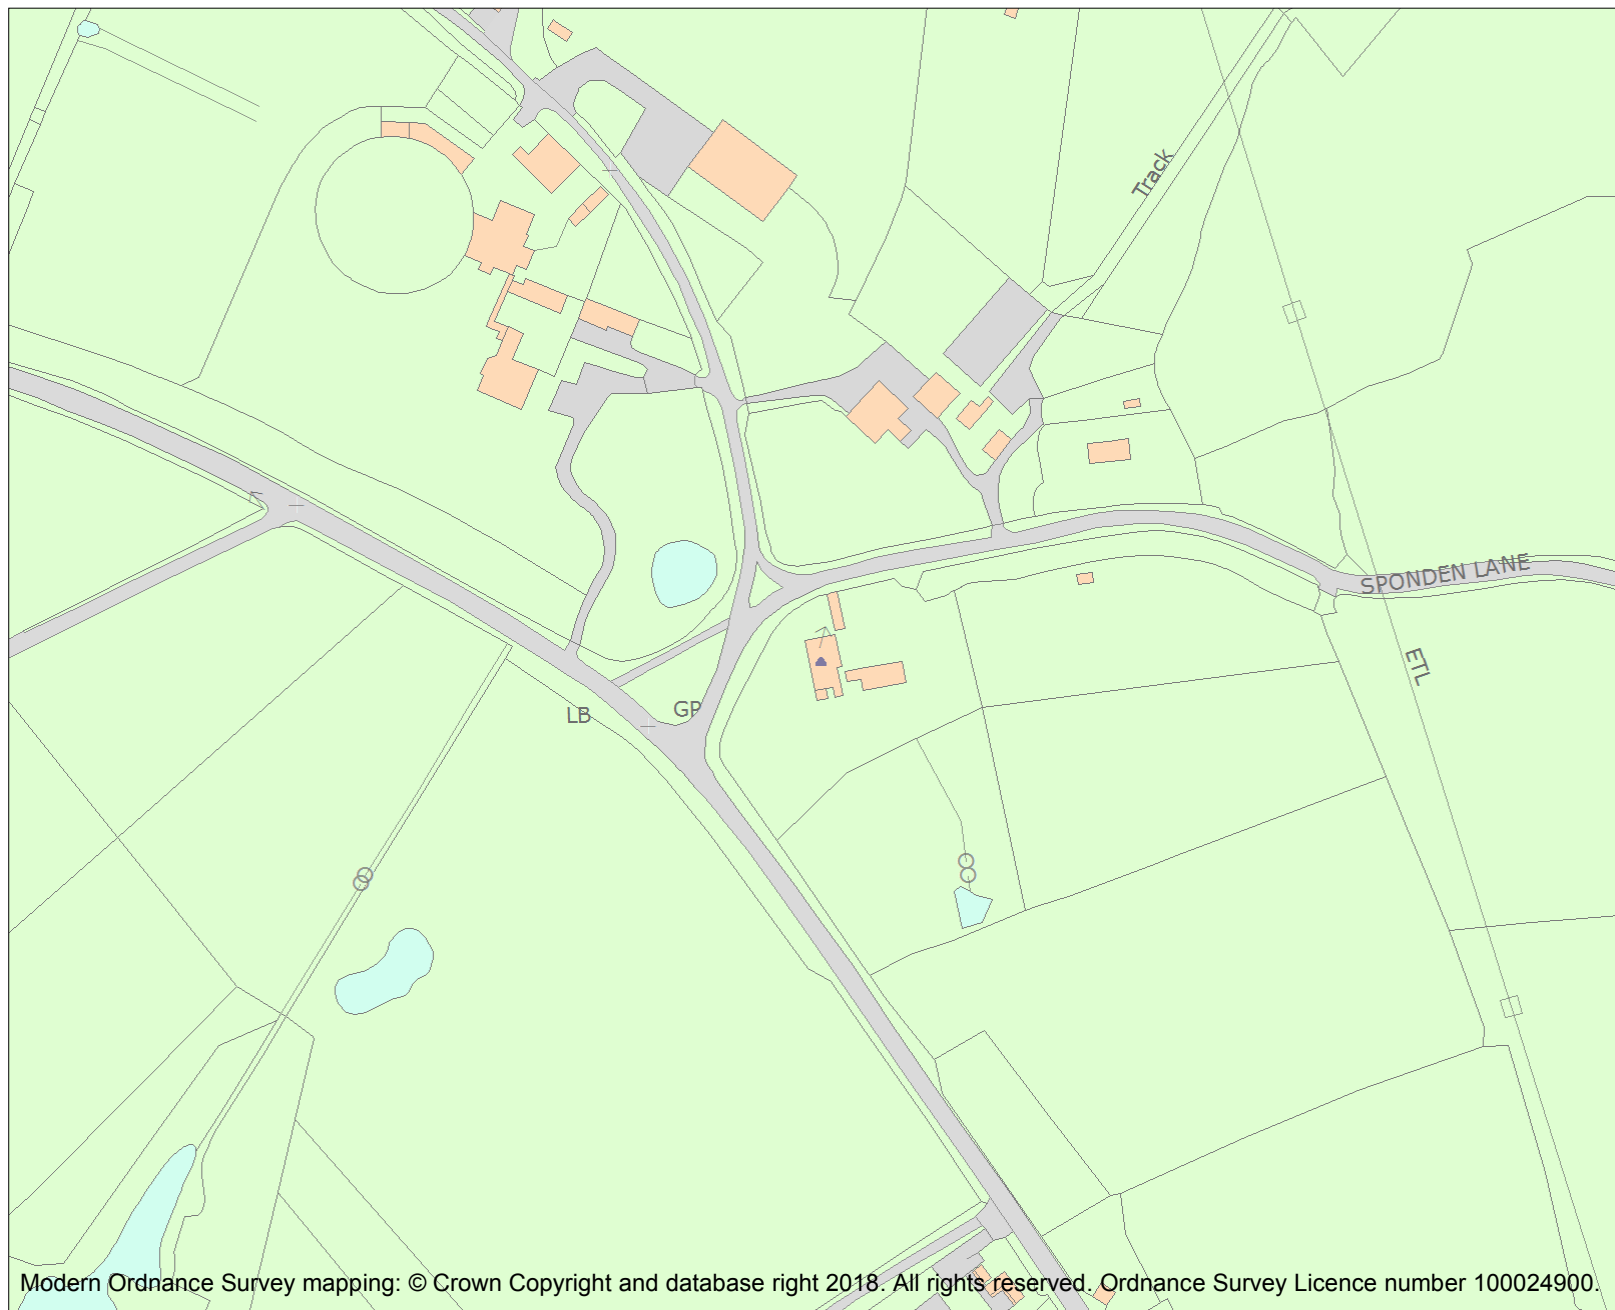 Track
SPONDEN LANE
ETL
LB
GP
Modern Ordnance Survey mapping: © Crown Copyright and database right 2018. All rights reserved. Ordnance Survey Licence number 100024900.